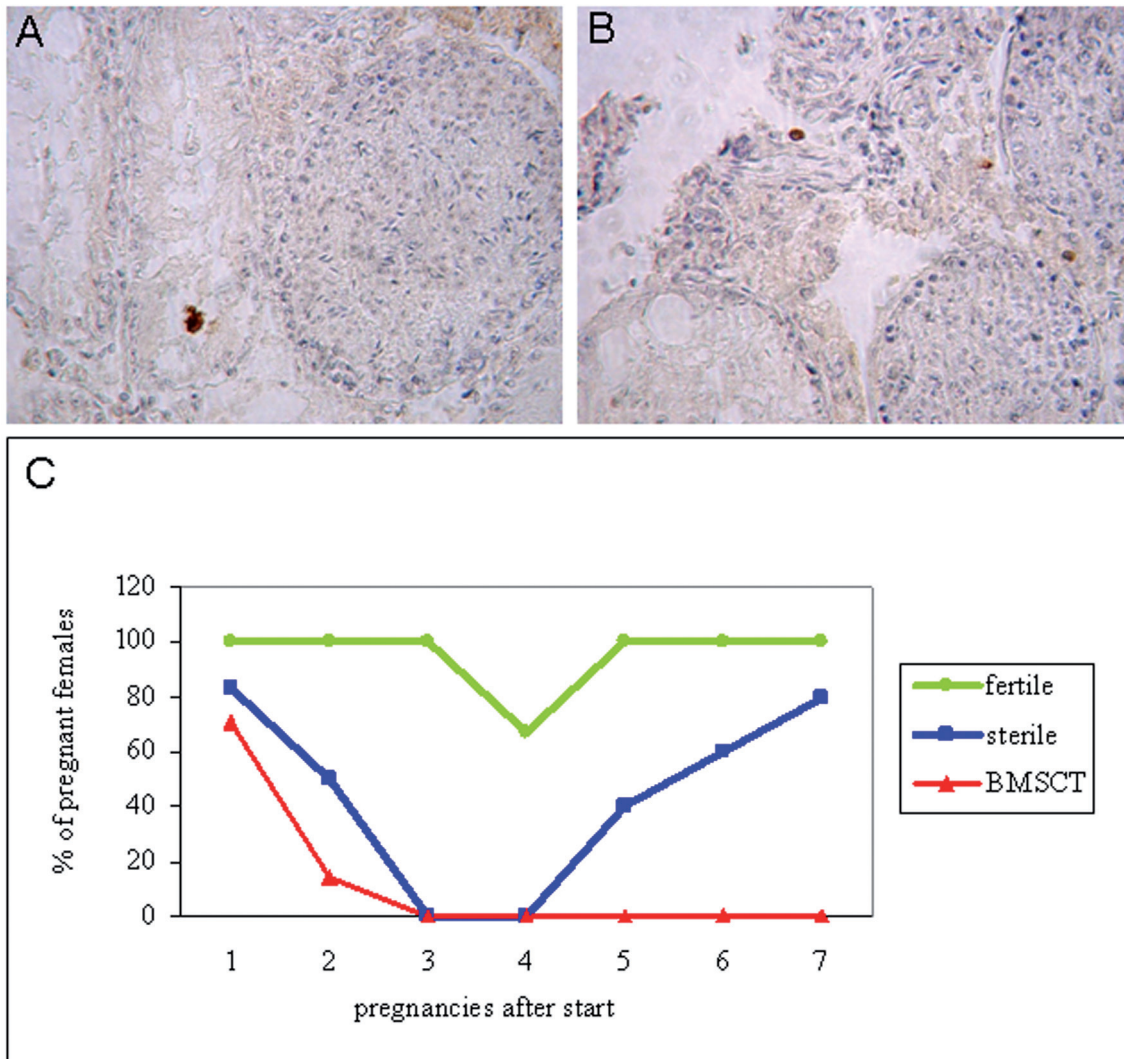 A
B
C
% of pregnant females
120
100
80
60
40
20
0
1 2 3 4 5 6 7
pregnancies after start
fertile
sterile
BMSCT